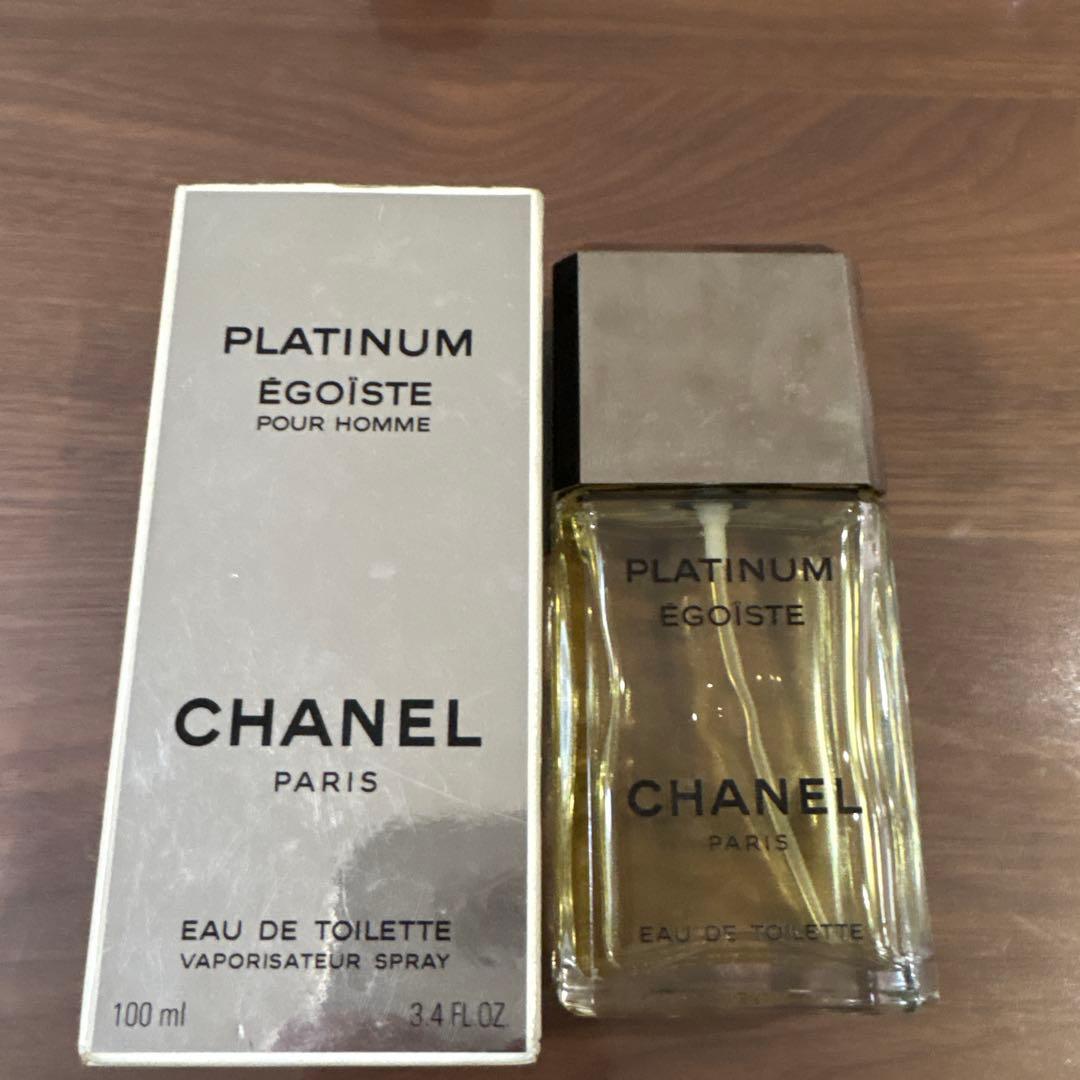 PLATINUM
ÉGOÏSTE
POUR HOMME
CHANEL
PARIS
EAU DE TOILETTE
VAPORISATEUR SPRAY
100 ml 3.4 FL.OZ.
PLATINUM
ÉGOÏSTE
CHANEL
PARIS
EAU DE TOILETTE